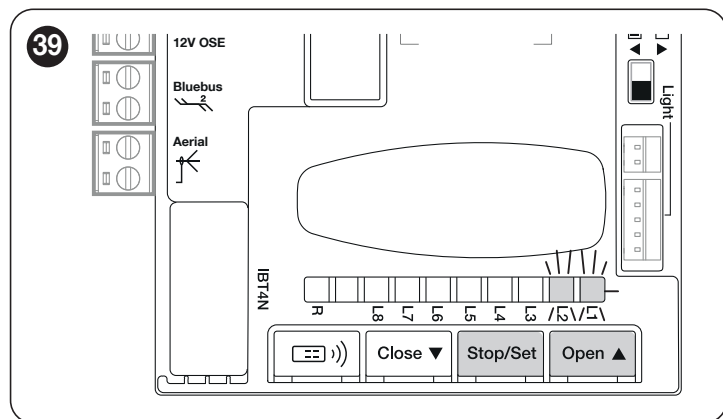 39
12V OSE
Bluebus
2
Aerial
Light
IBT4N
R
L8
L7
L6
L5
L4
L3
L2
L1
Close ▼
Stop/Set
Open ▲